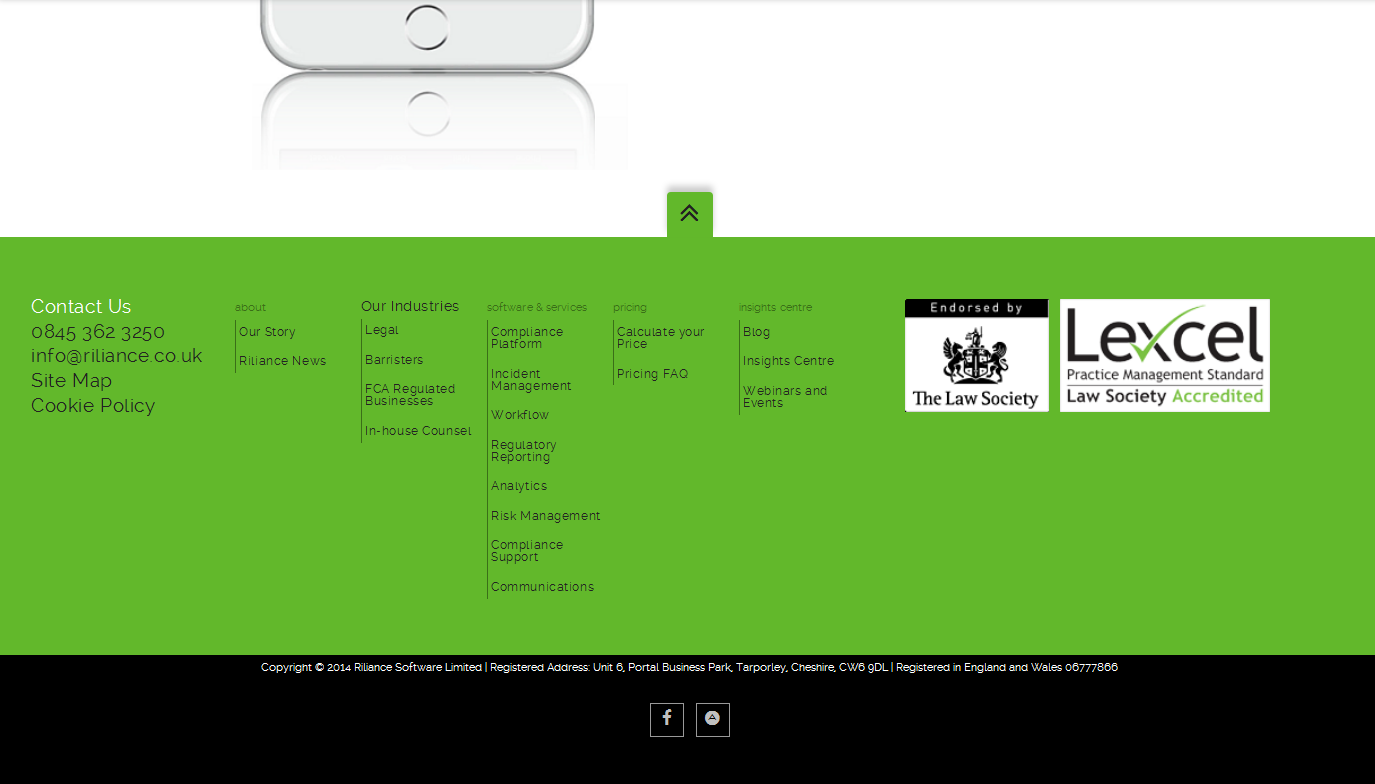 Contact Us
0845 362 3250
info@riliance.co.uk
Site Map
Cookie Policy
about
Our Story
Riliance News
Our Industries
Legal
Barristers
FCA Regulated
Businesses
In-house Counsel
software & services
Compliance
Platform
Incident
Management
Workflow
Regulatory
Reporting
Analytics
Risk Management
Compliance
Support
Communications
pricing
Calculate your
Price
Pricing FAQ
insights centre
Blog
Insights Centre
Webinars and
Events
Endorsed by
The Law Society
Lexcel
Practice Management Standard
Law Society Accredited
Copyright © 2014 Riliance Software Limited | Registered Address: Unit 6, Portal Business Park, Tarporley, Cheshire, CW6 9DL | Registered in England and Wales 06777866